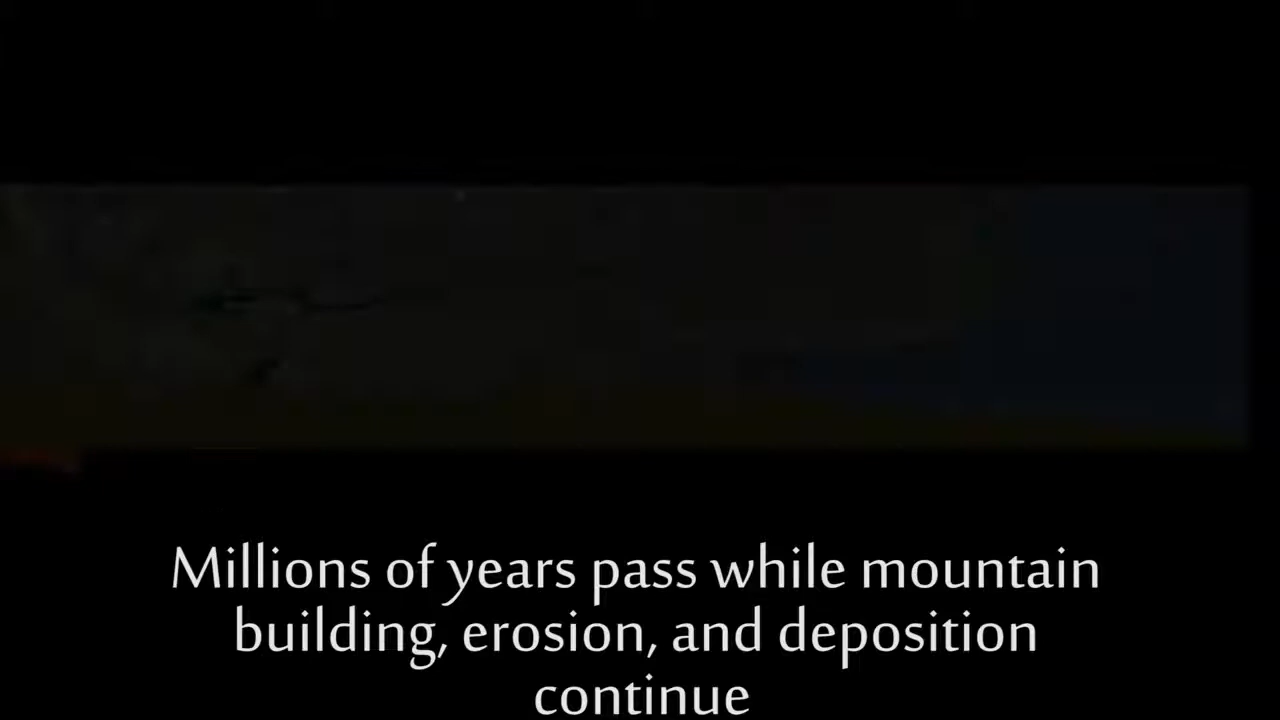 Millions of years pass while mountain
building, erosion, and deposition
continue